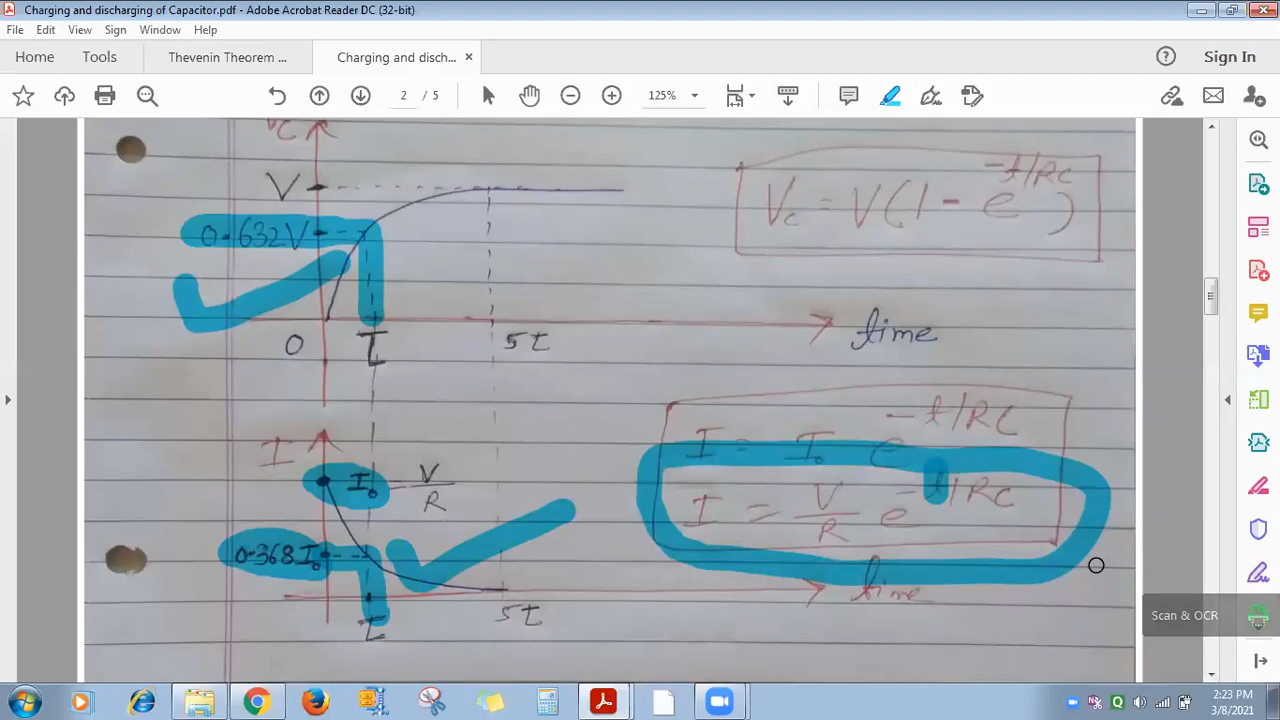 Charging and discharging of Capacitor.pdf - Adobe Acrobat Reader DC (32-bit)
File Edit View Sign Window Help
Home Tools Thevenin Theorem ... Charging and disch... × Sign In
2 / 5 125%
Vc
V
0.632V
0 τ 5τ time
Vc = V(1 - e^-t/RC)
I
I₀ = V/R
0.368I₀
τ 5τ time
I = I₀ e^-t/RC
I = V/R e^-t/RC
Scan & OCR
2:23 PM
3/8/2021